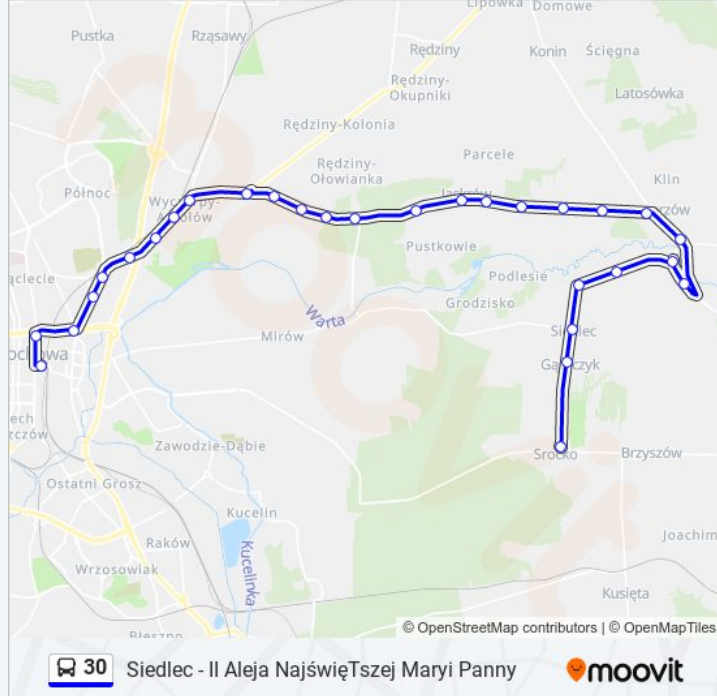 Lipówka
Domowe
Pustka
Rząsawy
Rędziny
Konin
Ścięgna
Rędziny-
Okupniki
Latosówka
Rędziny-Kolonia
Parcele
Rędziny-
Ołowianka
Klin
Północ
Wyczerpy-
Pustkowie
Podlesie
Grodzisko
Warta
Mirów
Zawodzie-Dąbie
Srocko
Brzyszów
Ostatni Grosz
Kucelin
Raków
Joachim
Kucelinka
Wrzosowiak
Kusięta
Błeszno
© OpenStreetMap contributors | © OpenMapTiles
30 Siedlec - II Aleja NajświęTszej Maryi Panny moovit